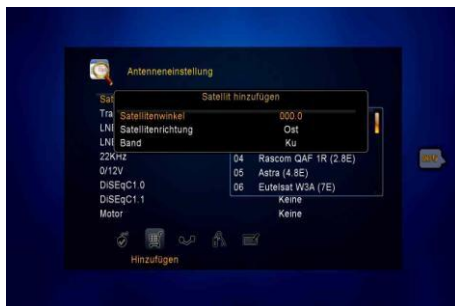 Antenneneinstellung
Satellit hinzufügen
Satellitenwinkel 000.0
Satellitenrichtung Ost
Band Ku
22KHz
04 Rascom QAF 1R (2.8E)
0/12V
05 Astra (4.8E)
DiSEqC1.0
06 Eutelsat W3A (7E)
DiSEqC1.1 Keine
Motor Keine
Hinzufügen